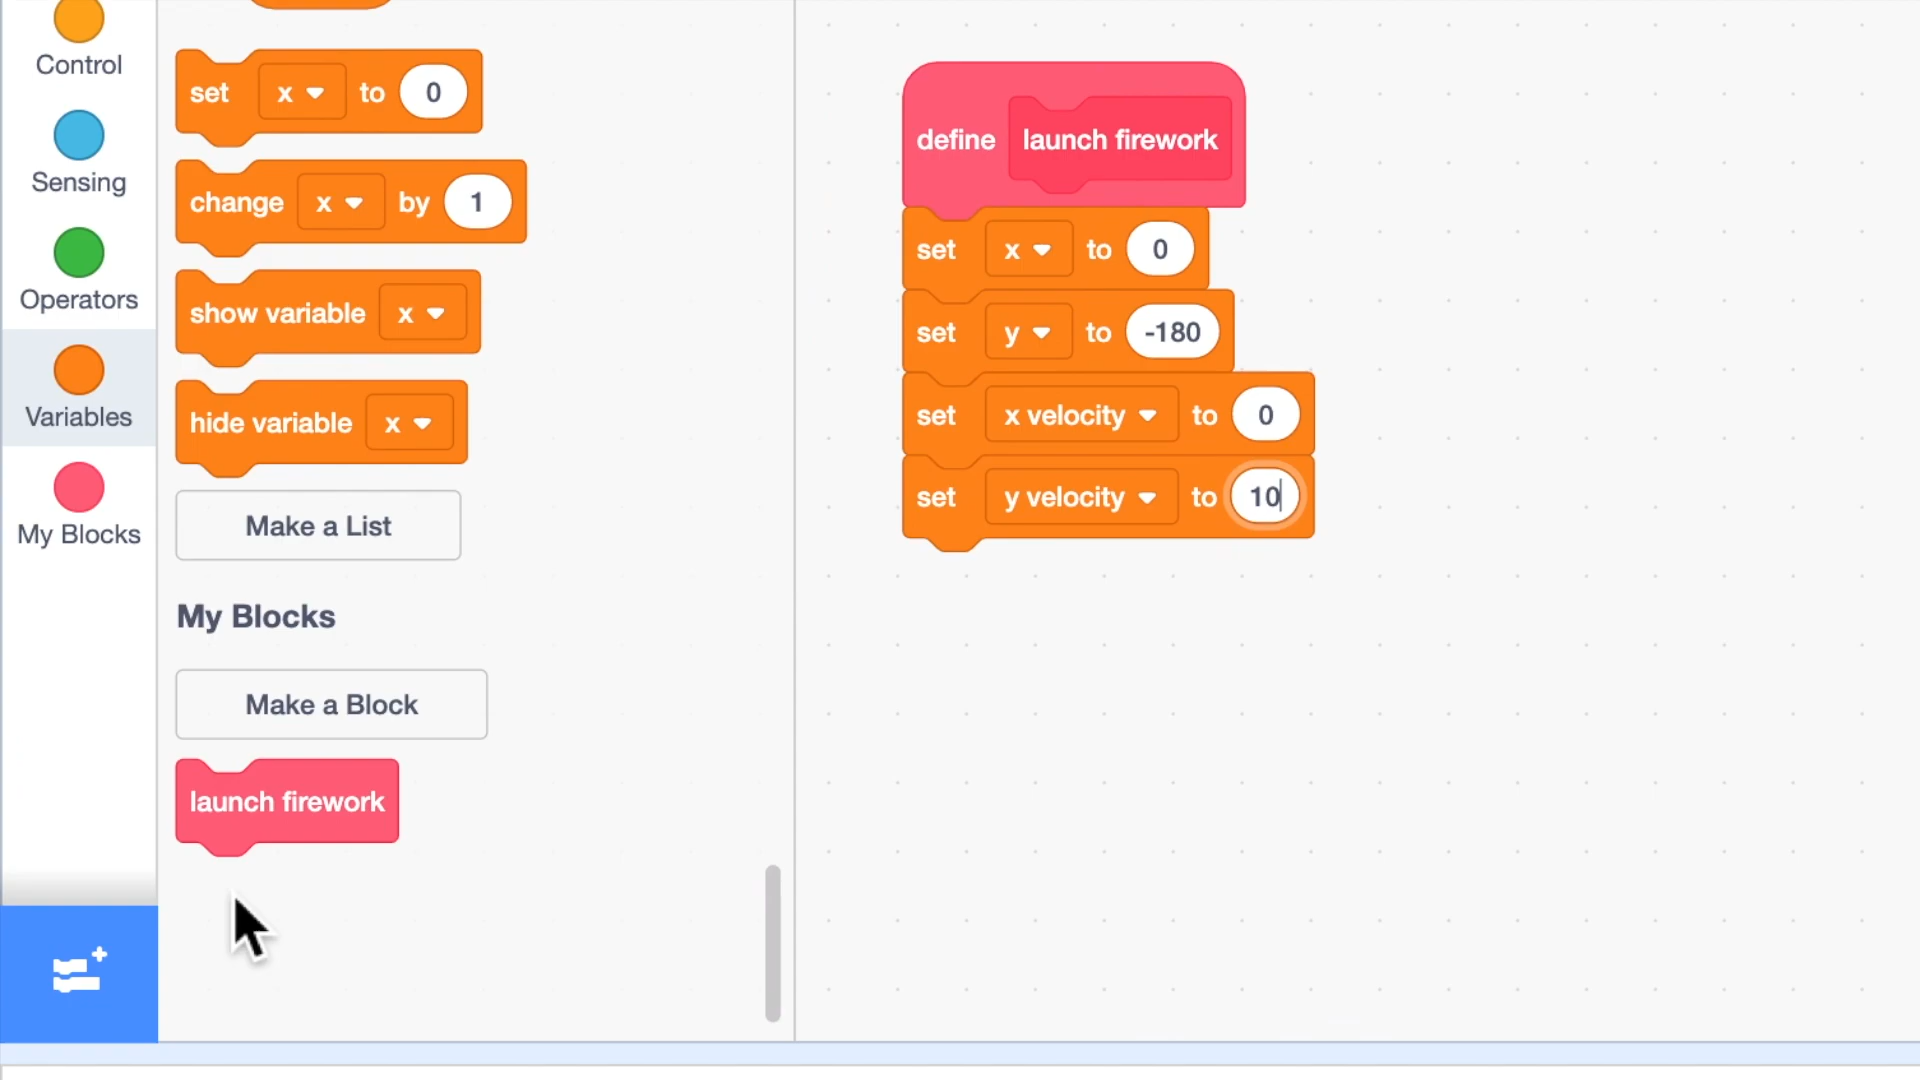 Control
Sensing
Operators
Variables
My Blocks
set x to 0
change x by 1
show variable x
hide variable x
Make a List
My Blocks
Make a Block
launch firework
define launch firework
set x to 0
set y to -180
set x velocity to 0
set y velocity to 10